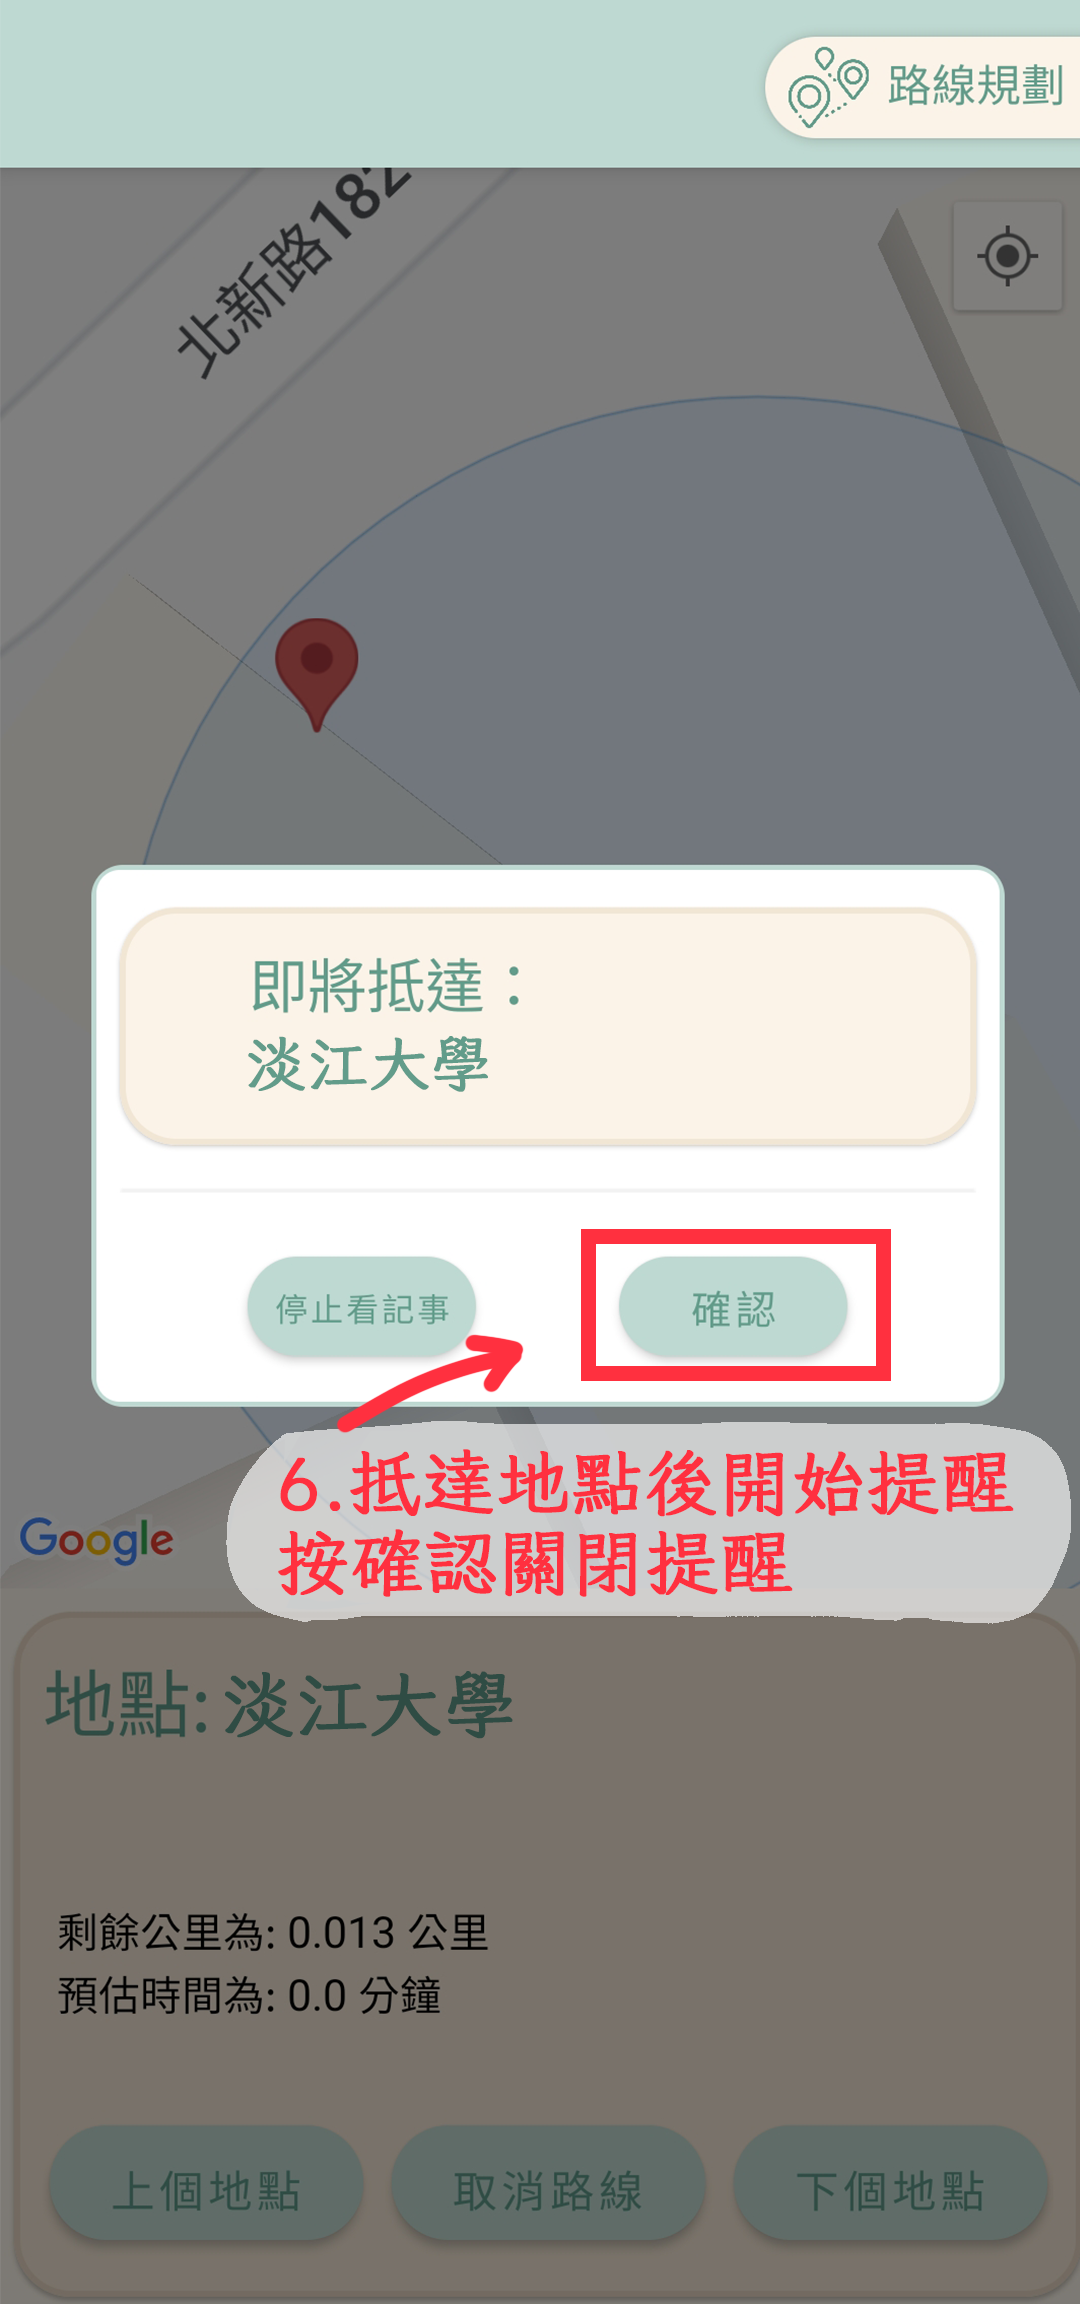 路線規劃
北新路182
即將抵達：
淡江大學
停止看記事
確認
6.抵達地點後開始提醒
按確認關閉提醒
Google
地點:淡江大學
剩餘公里為: 0.013 公里
預估時間為: 0.0 分鐘
上個地點
取消路線
下個地點